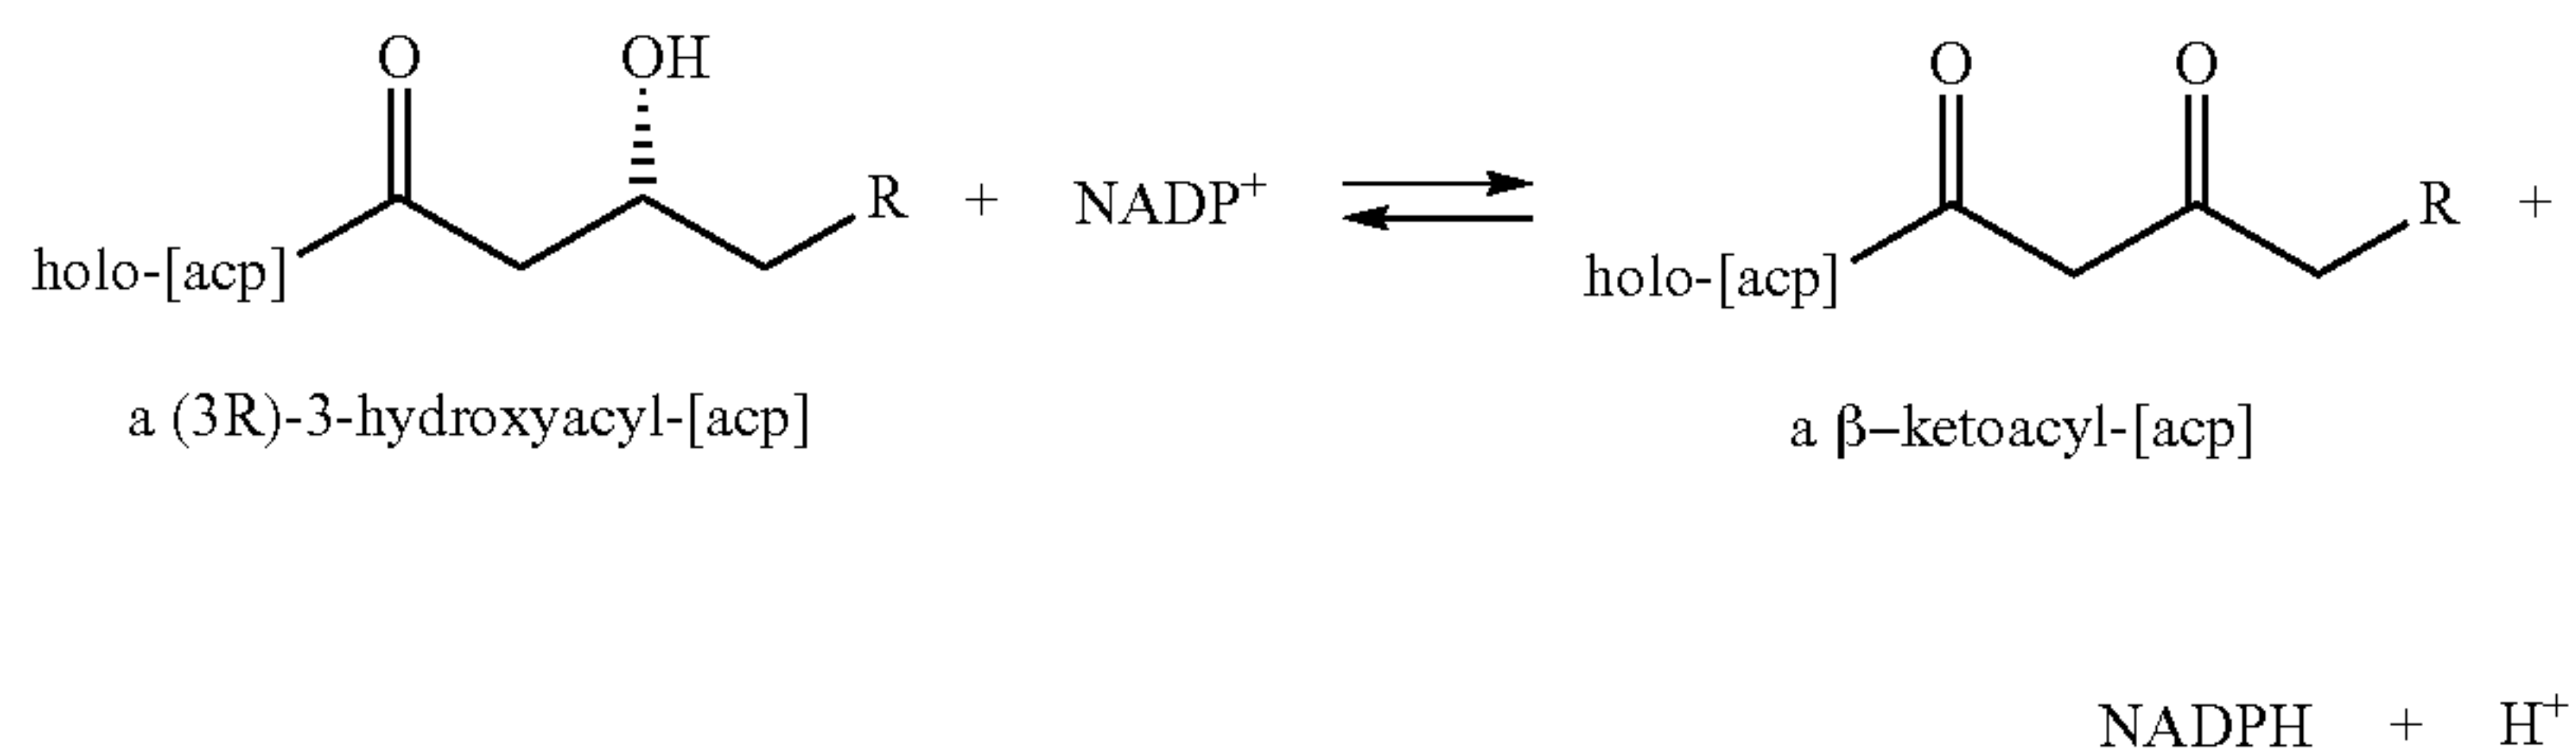 O OH O O
holo-[acp] R + NADP⁺ holo-[acp] R +
a (3R)-3-hydroxyacyl-[acp] a β–ketoacyl-[acp]
NADPH + H⁺